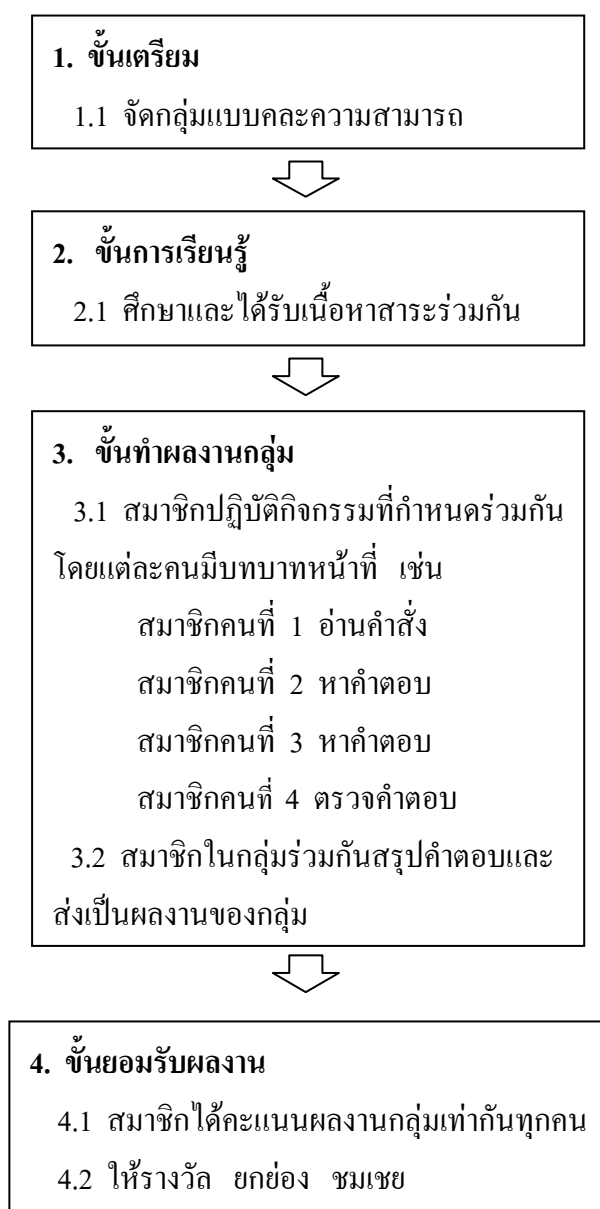 1. ขั้นเตรียม
1.1 จัดกลุ่มแบบคละความสามารถ
2. ขั้นการเรียนรู้
2.1 ศึกษาและได้รับเนื้อหาสาระร่วมกัน
3. ขั้นทำผลงานกลุ่ม
3.1 สมาชิกปฏิบัติกิจกรรมที่กำหนดร่วมกัน
โดยแต่ละคนมีบทบาทหน้าที่ เช่น
สมาชิกคนที่ 1 อ่านคำสั่ง
สมาชิกคนที่ 2 หาคำตอบ
สมาชิกคนที่ 3 หาคำตอบ
สมาชิกคนที่ 4 ตรวจคำตอบ
3.2 สมาชิกในกลุ่มร่วมกันสรุปคำตอบและ
ส่งเป็นผลงานของกลุ่ม
4. ขั้นยอมรับผลงาน
4.1 สมาชิกได้คะแนนผลงานกลุ่มเท่ากันทุกคน
4.2 ให้รางวัล ยกย่อง ชมเชย